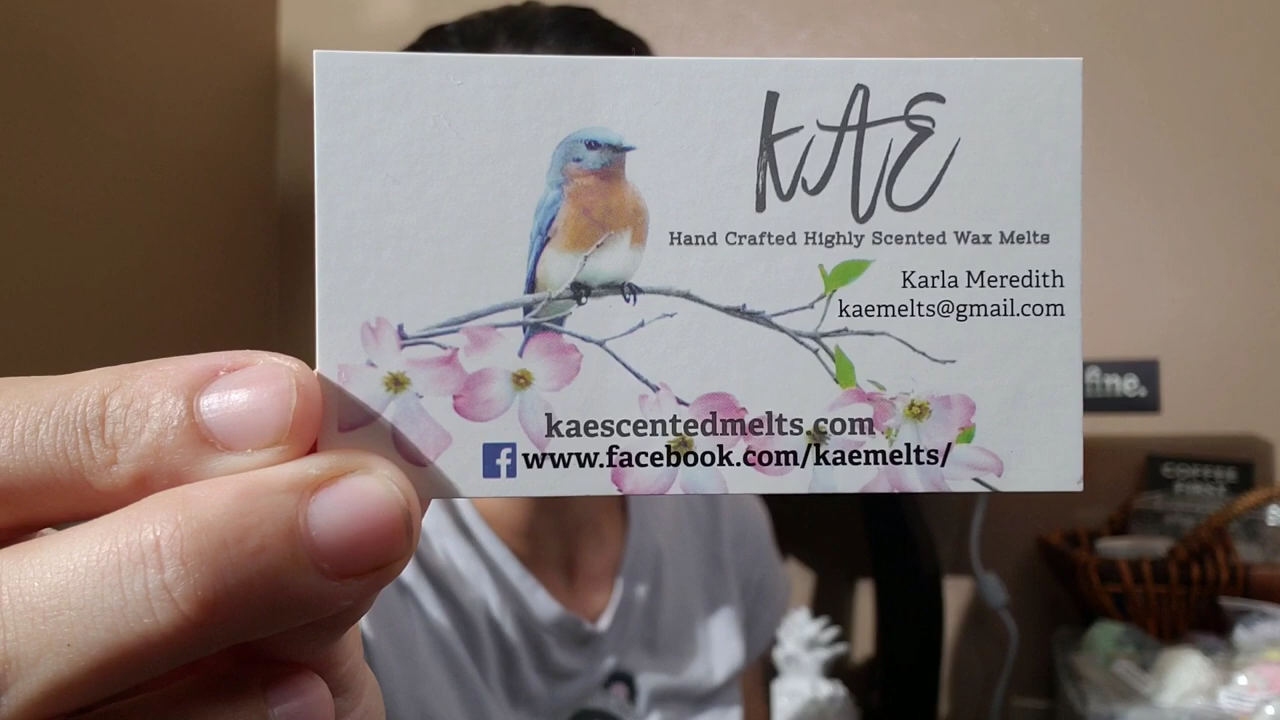 KAE
Hand Crafted Highly Scented Wax Melts
Karla Meredith
kaemelts@gmail.com
kaescentedmelts.com
f www.facebook.com/kaemelts/
fine.
COFFEE
FIRST